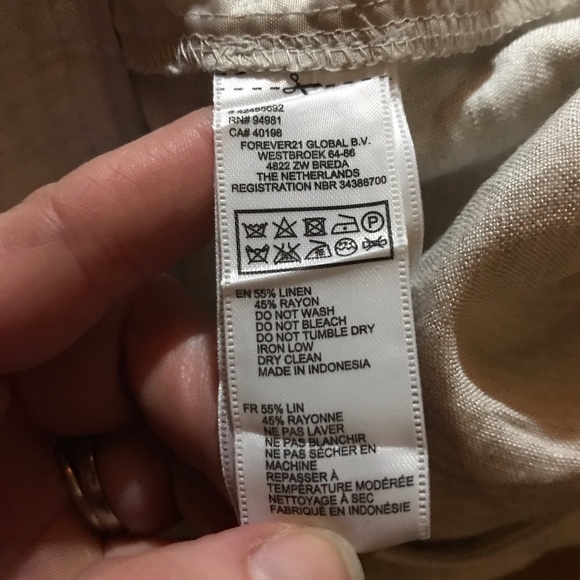 # 42455692
RN# 94981
CA# 40198
FOREVER21 GLOBAL B.V.
WESTBROEK 64-66
4822 ZW BREDA
THE NETHERLANDS
REGISTRATION NBR 34386700
P
EN 55% LINEN
45% RAYON
DO NOT WASH
DO NOT BLEACH
DO NOT TUMBLE DRY
IRON LOW
DRY CLEAN
MADE IN INDONESIA
FR 55% LIN
45% RAYONNE
NE PAS LAVER
NE PAS BLANCHIR
NE PAS SÉCHER EN
MACHINE
REPASSER À
TEMPÉRATURE MODÉRÉE
NETTOYAGE À SEC
FABRIQUÉ EN INDONÉSIE